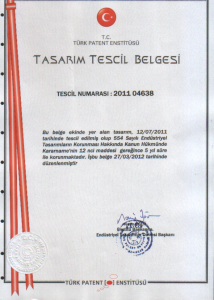 T.C.
TÜRK PATENT ENSTİTÜSÜ
TASARIM TESCİL BELGESİ
TESCİL NUMARASI : 2011 04638
Bu belge ekinde yer alan tasarım, 12/07/2011
tarihinde tescil edilmiş olup 554 Sayılı Endüstriyel
Tasarımların Korunması Hakkında Kanun Hükmünde
Kararname'nin 12 nci maddesi gereğince 5 yıl süre
ile korunmaktadır. İşbu belge 27/03/2012 tarihinde
düzenlenmiştir
Endüstriyel Tasarımlar Dairesi Başkanı
TÜRK PATENT ENSTİTÜSÜ